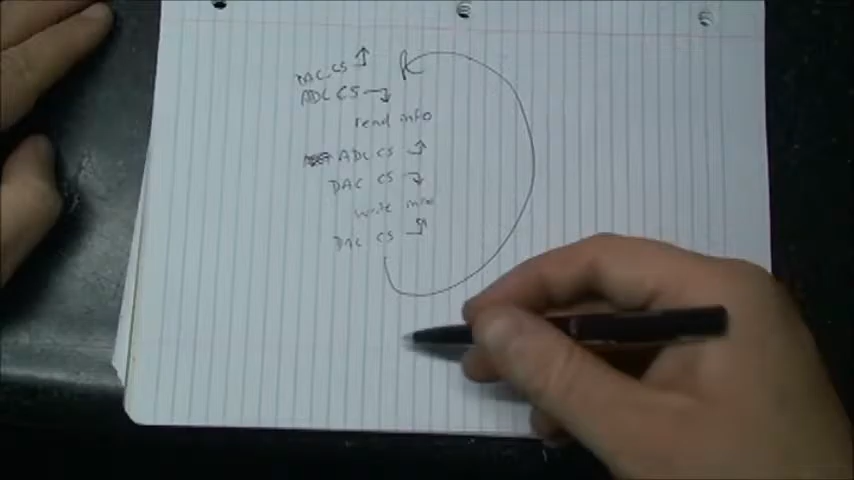 DAC CS ↑
ADC CS ↓
read info
ADC CS ↑
DAC CS ↓
write info
DAC CS ↑